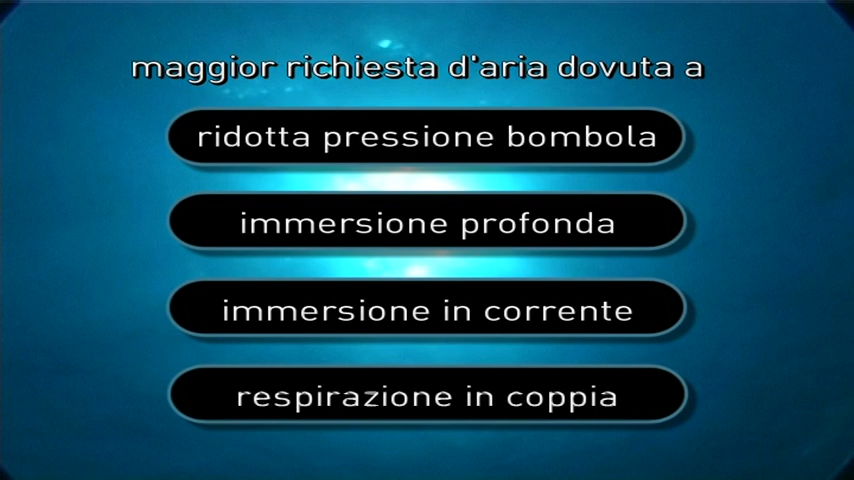 maggior richiesta d'aria dovuta a
ridotta pressione bombola
immersione profonda
immersione in corrente
respirazione in coppia